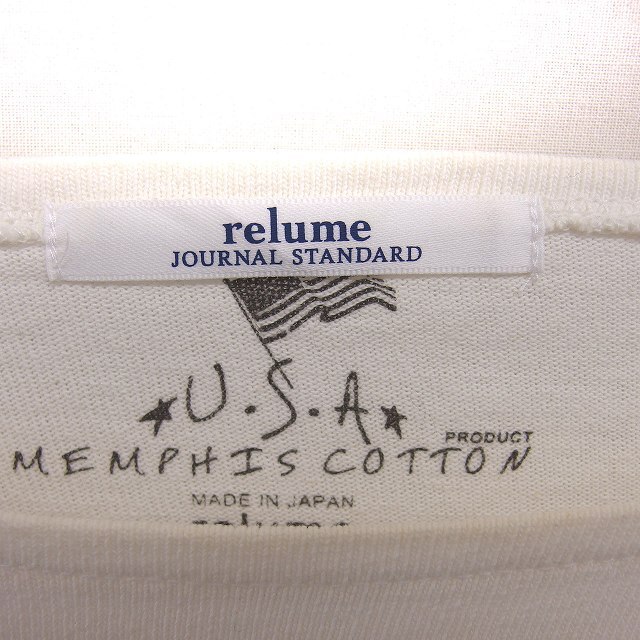 relume
JOURNAL STANDARD
U.S.A
PRODUCT
MEMPHIS COTTON
MADE IN JAPAN